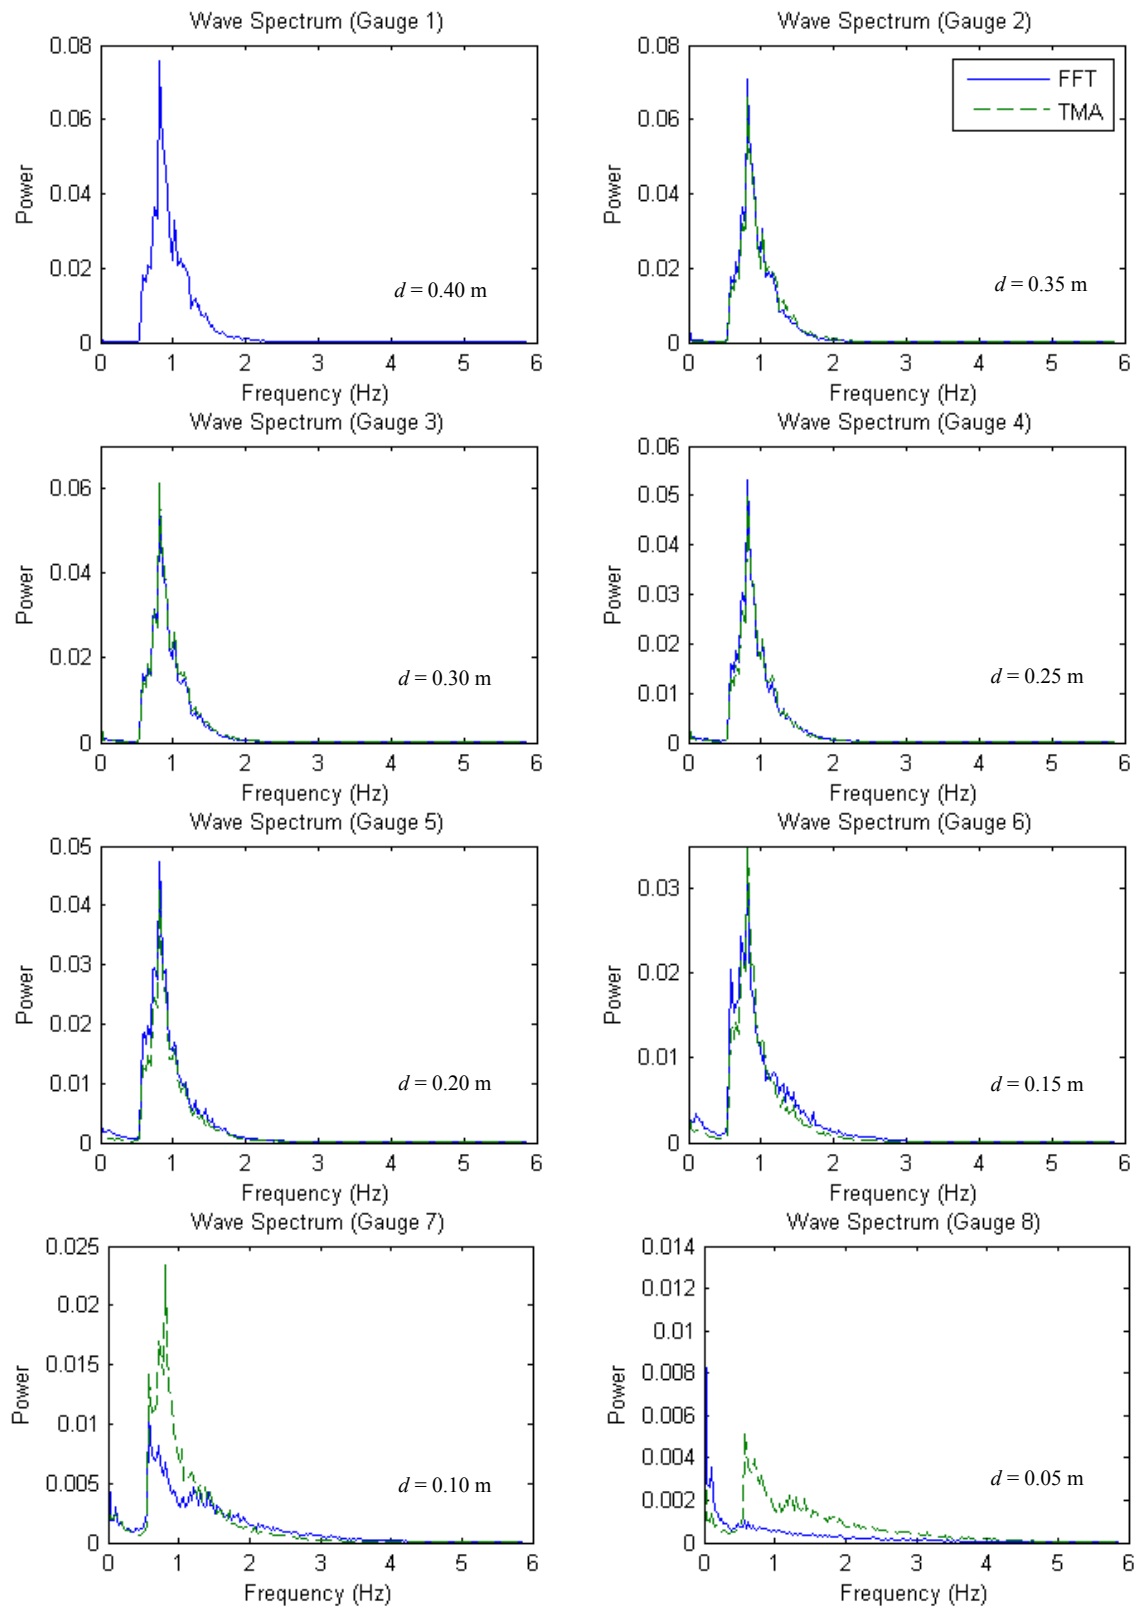 Wave Spectrum (Gauge 1)
0.08
0.06
0.04
0.02
0
Power
d = 0.40 m
0 1 2 3 4 5 6
Frequency (Hz)
Wave Spectrum (Gauge 2)
0.08
0.06
0.04
0.02
0
Power
FFT
TMA
d = 0.35 m
0 1 2 3 4 5 6
Frequency (Hz)
Wave Spectrum (Gauge 3)
0.06
0.04
0.02
0
Power
d = 0.30 m
0 1 2 3 4 5 6
Frequency (Hz)
Wave Spectrum (Gauge 4)
0.06
0.05
0.04
0.03
0.02
0.01
0
Power
d = 0.25 m
0 1 2 3 4 5 6
Frequency (Hz)
Wave Spectrum (Gauge 5)
0.05
0.04
0.03
0.02
0.01
0
Power
d = 0.20 m
0 1 2 3 4 5 6
Frequency (Hz)
Wave Spectrum (Gauge 6)
0.03
0.02
0.01
0
Power
d = 0.15 m
0 1 2 3 4 5 6
Frequency (Hz)
Wave Spectrum (Gauge 7)
0.025
0.02
0.015
0.01
0.005
0
Power
d = 0.10 m
0 1 2 3 4 5 6
Frequency (Hz)
Wave Spectrum (Gauge 8)
0.014
0.012
0.01
0.008
0.006
0.004
0.002
0
Power
d = 0.05 m
0 1 2 3 4 5 6
Frequency (Hz)